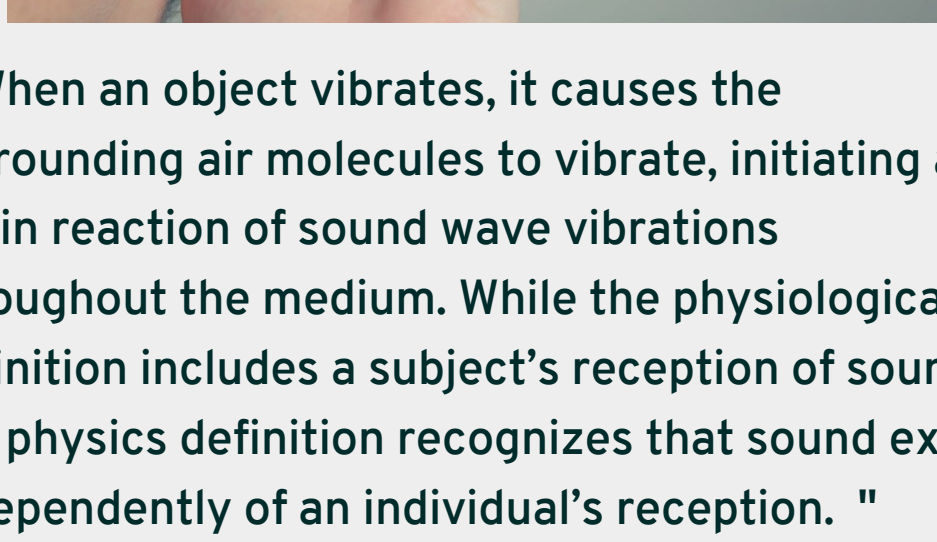 When an object vibrates, it causes the
rounding air molecules to vibrate, initiating a
in reaction of sound wave vibrations
oughout the medium. While the physiologica
inition includes a subject’s reception of soun
physics definition recognizes that sound ex
ependently of an individual’s reception. "